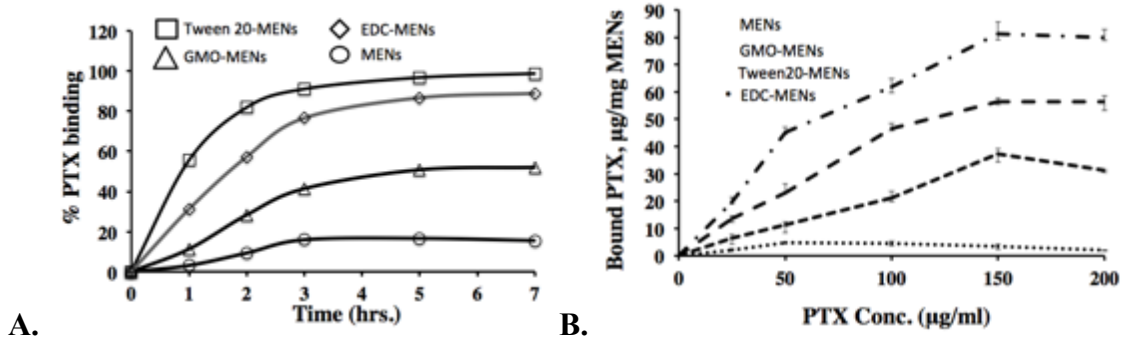 120
100
80
60
40
20
0
% PTX binding
Tween 20-MENs
EDC-MENs
GMO-MENs
MENs
0 1 2 3 4 5 6 7
Time (hrs.)
A.
90
80
70
60
50
40
30
20
10
0
Bound PTX, µg/mg MENs
MENs
GMO-MENs
Tween20-MENs
EDC-MENs
0 50 100 150 200
PTX Conc. (µg/ml)
B.